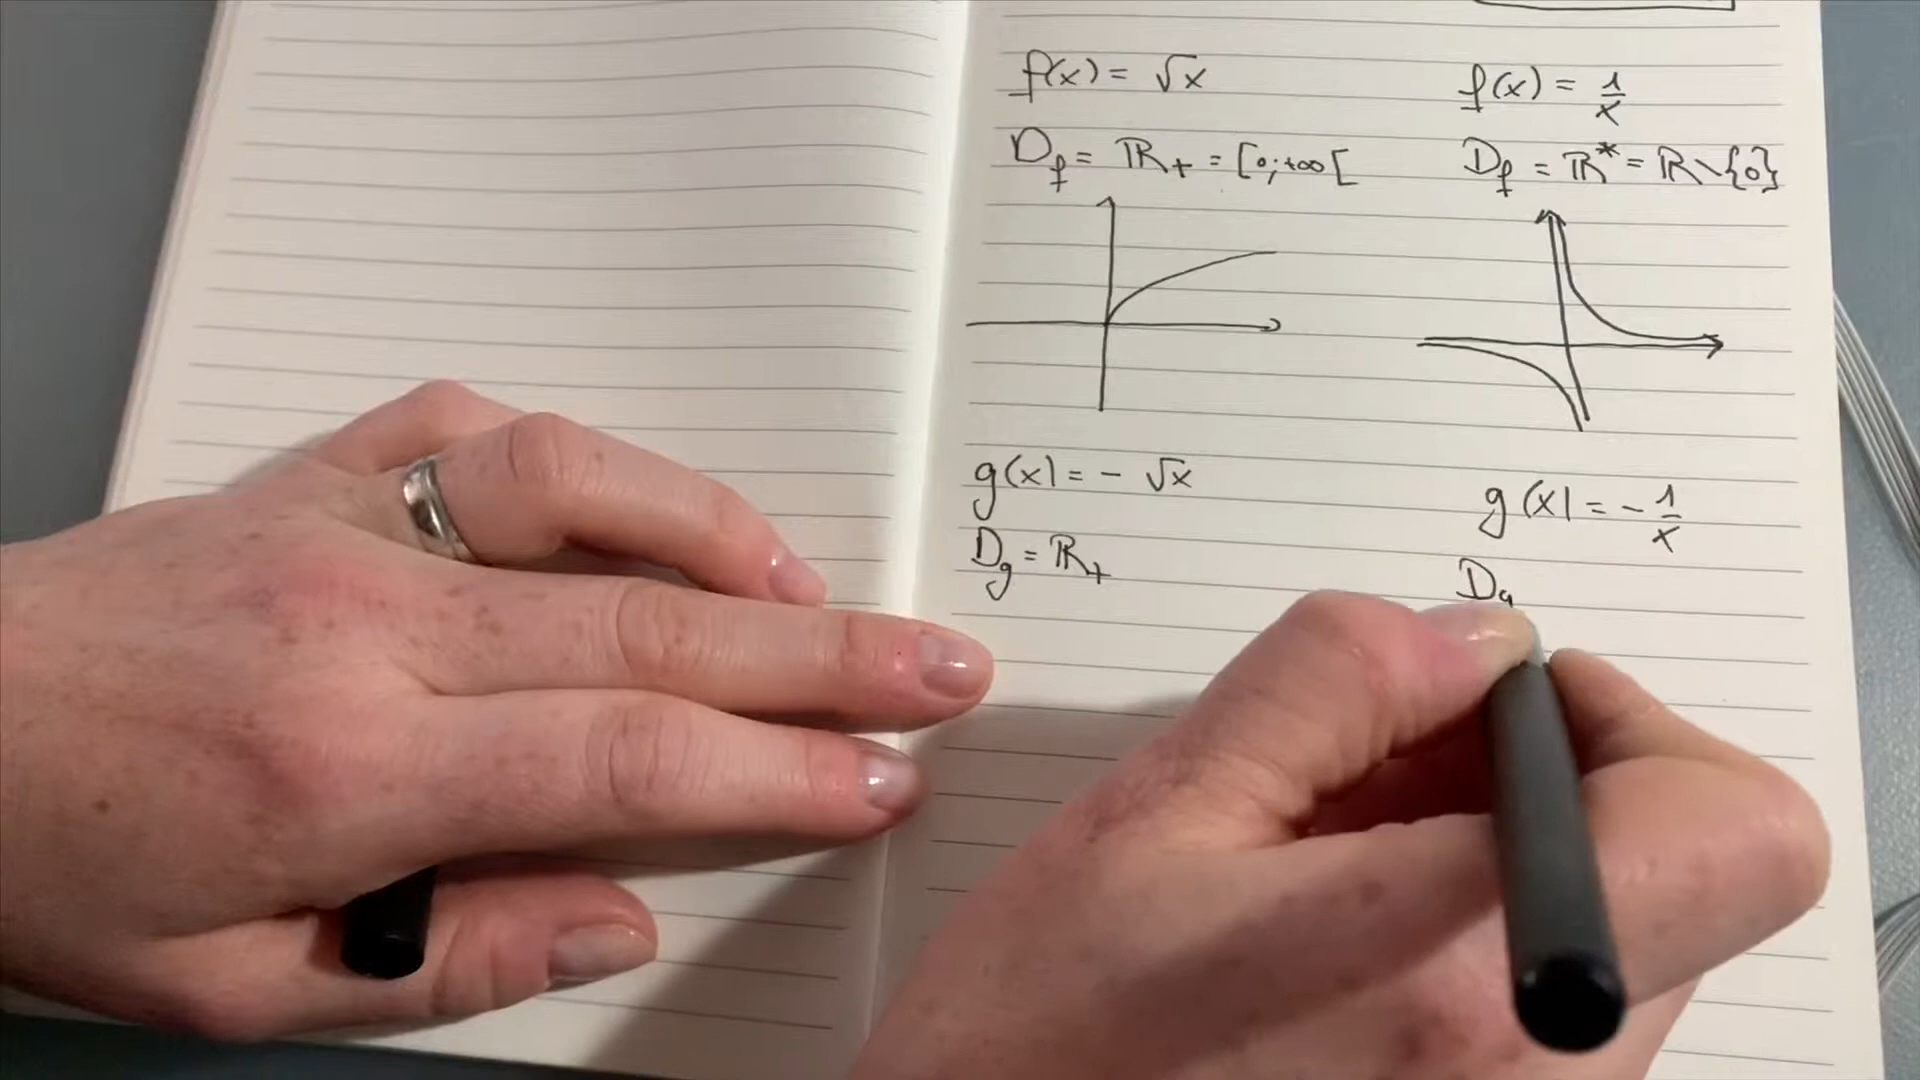 f(x) = √x
D_f = ℝ₊ = [0;+∞[
g(x) = - √x
D_g = ℝ₊
f(x) = 1/x
D_f = ℝ* = ℝ∖{0}
g(x) = - 1/x
D_g